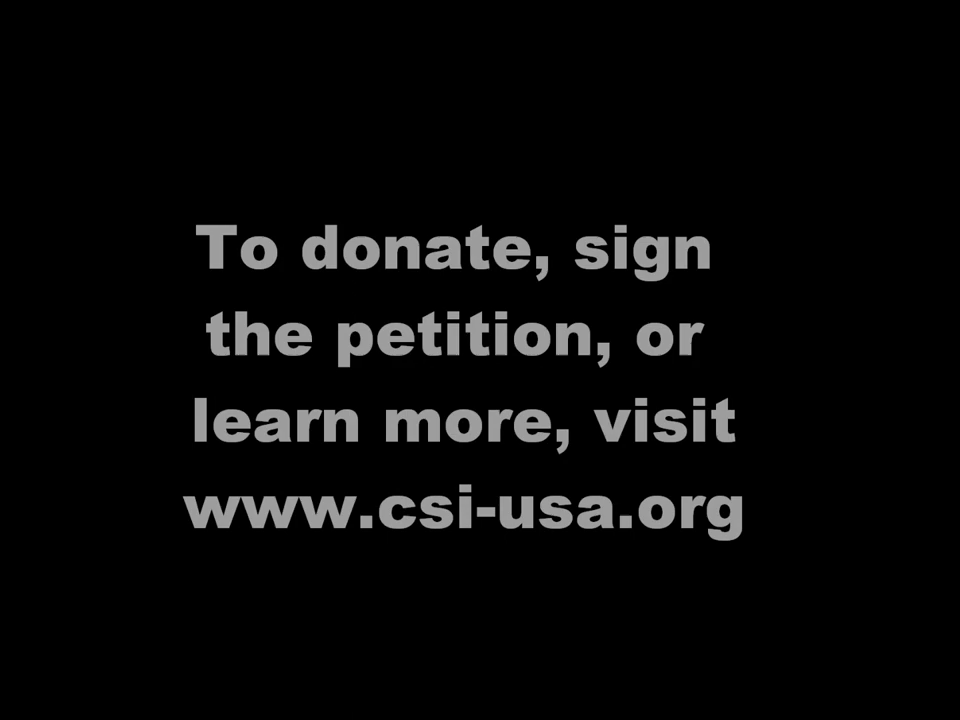 To donate, sign
the petition, or
learn more, visit
www.csi-usa.org